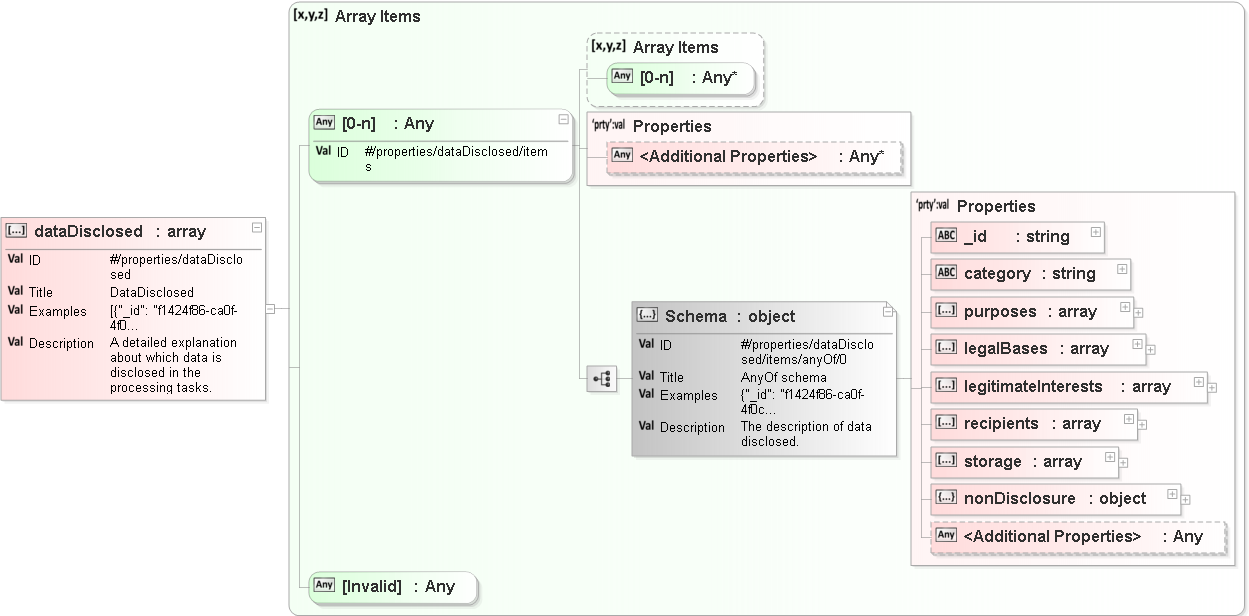 [x,y,z] Array Items
[x,y,z] Array Items
Any [0-n] : Any*
Any [0-n] : Any
Val ID #/properties/dataDisclosed/item
s
'prty':val Properties
Any <Additional Properties> : Any*
[...] dataDisclosed : array
Val ID #/properties/dataDisclo
sed
Val Title DataDisclosed
Val Examples [{"_id": "f1424f86-ca0f-
4f0...
Val Description A detailed explanation
about which data is
disclosed in the
processing tasks.
{...} Schema : object
Val ID #/properties/dataDisclo
sed/items/anyOf/0
Val Title AnyOf schema
Val Examples {"_id": "f1424f86-ca0f-
4f0c...
Val Description The description of data
disclosed.
'prty':val Properties
ABC _id : string
ABC category : string
[...] purposes : array
[...] legalBases : array
[...] legitimateInterests : array
[...] recipients : array
[...] storage : array
{...} nonDisclosure : object
Any <Additional Properties> : Any
Any [Invalid] : Any